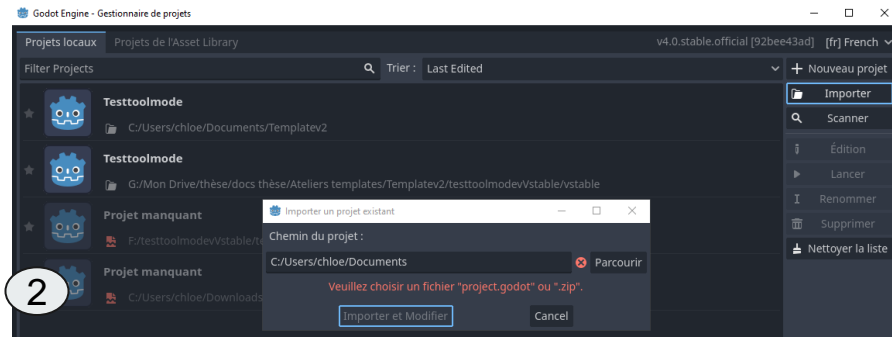 Godot Engine - Gestionnaire de projets
Projets locaux Projets de l'Asset Library v4.0.stable.official [92bee43ad] [fr] French
Filter Projects Trier : Last Edited
Nouveau projet
Importer
Scanner
Édition
Lancer
Renommer
Supprimer
Nettoyer la liste
Testtoolmode
C:/Users/chloe/Documents/Templatev2
Testtoolmode
G:/Mon Drive/thèse/docs thèse/Ateliers templates/Templatev2/testtoolmodevVstable/vstable
Projet manquant
F:/testtoolmodevVstable/te
Projet manquant
C:/Users/chloe/Downloads
Importer un projet existant
Chemin du projet :
C:/Users/chloe/Documents Parcourir
Veuillez choisir un fichier "project.godot" ou ".zip".
Importer et Modifier Cancel
2